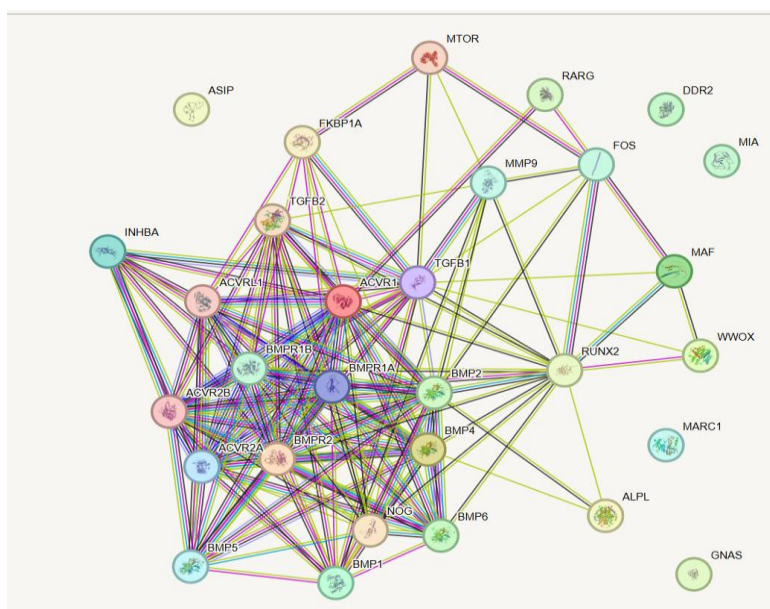 MTOR
RARG
ASIP
DDR2
FKBP1A
FOS
MIA
MMP9
TGFB2
INHBA
TGFB1
MAF
ACVRL1
ACVR1
BMPR1B
RUNX2
WWOX
BMPR1A
BMP2
ACVR2B
ACVR2A
BMPR2
BMP4
MARC1
ALPL
NOG
BMP6
BMP5
GNAS
BMP1